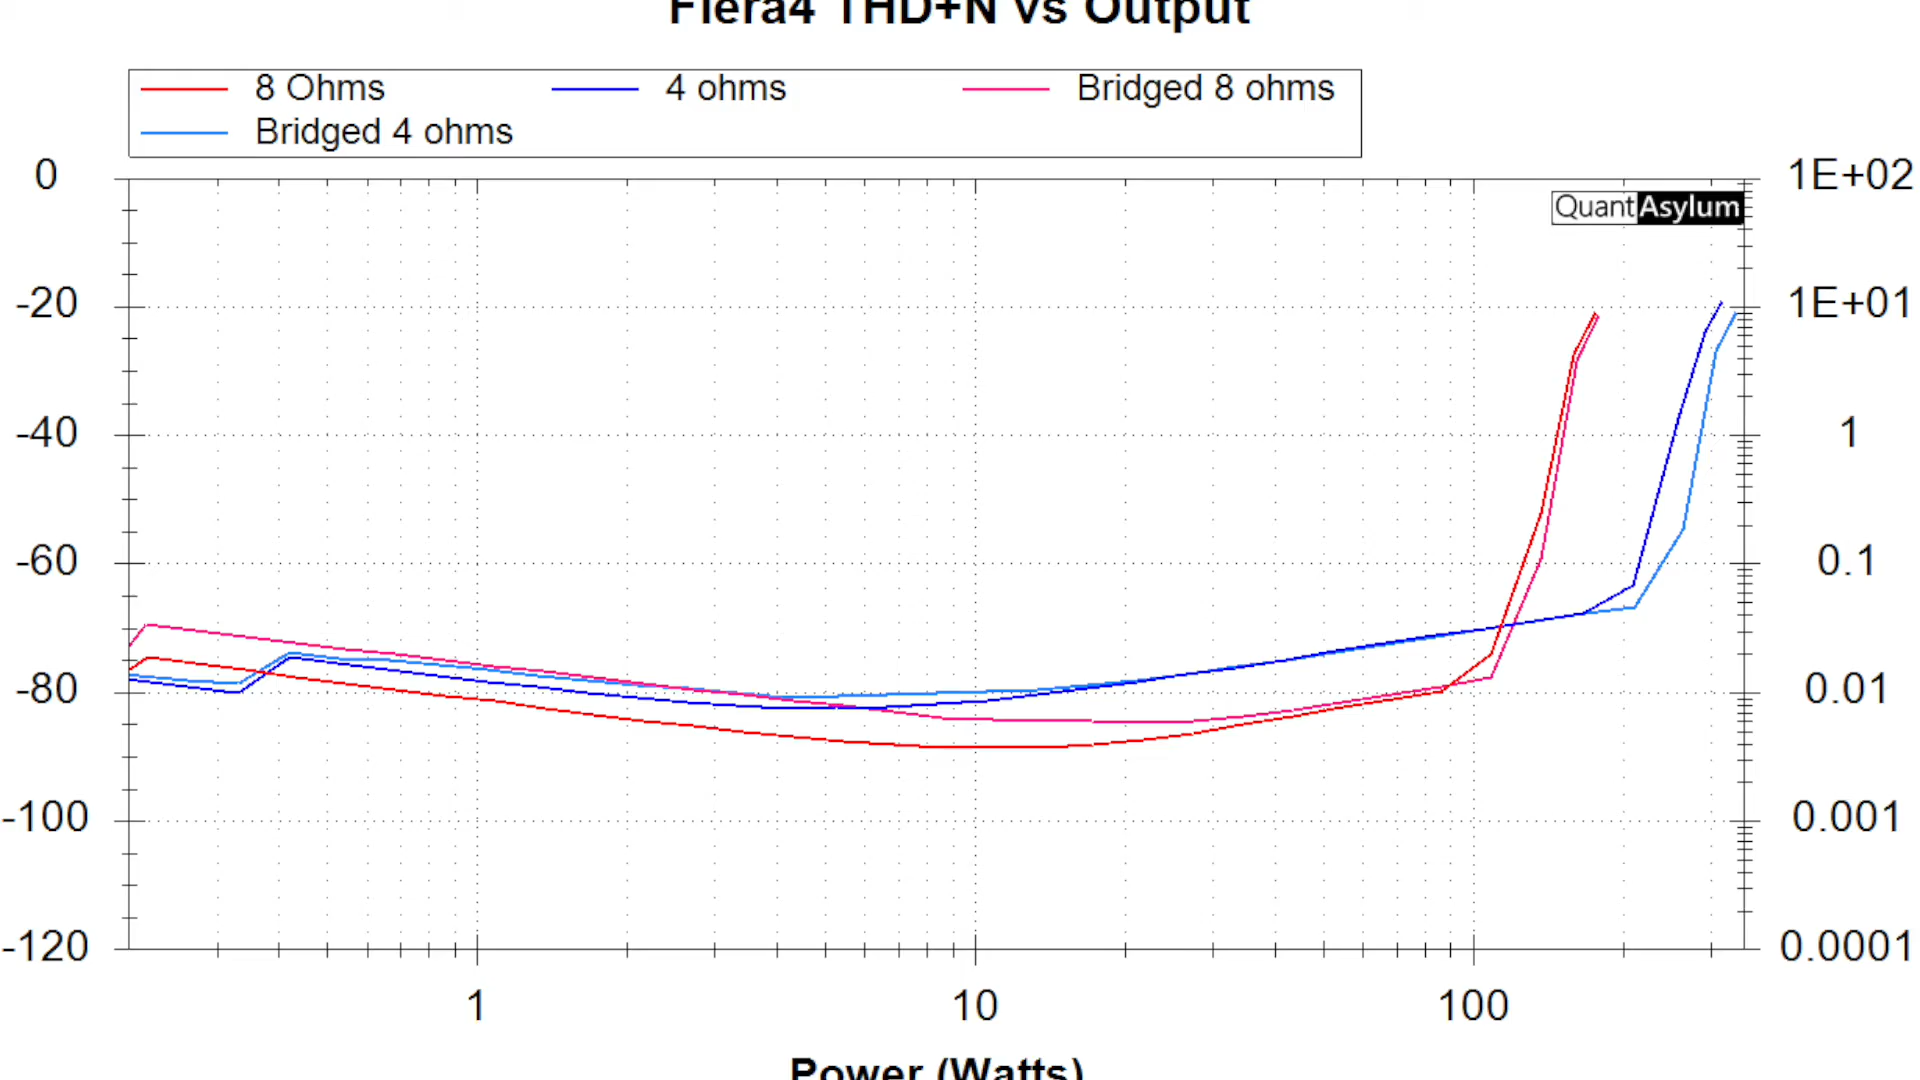 Fiera4 THD+N vs Output
8 Ohms 4 ohms Bridged 8 ohms
Bridged 4 ohms
0 1E+02
QuantAsylum
-20 1E+01
-40 1
-60 0.1
-80 0.01
-100 0.001
-120 0.0001
1 10 100
Power (Watts)